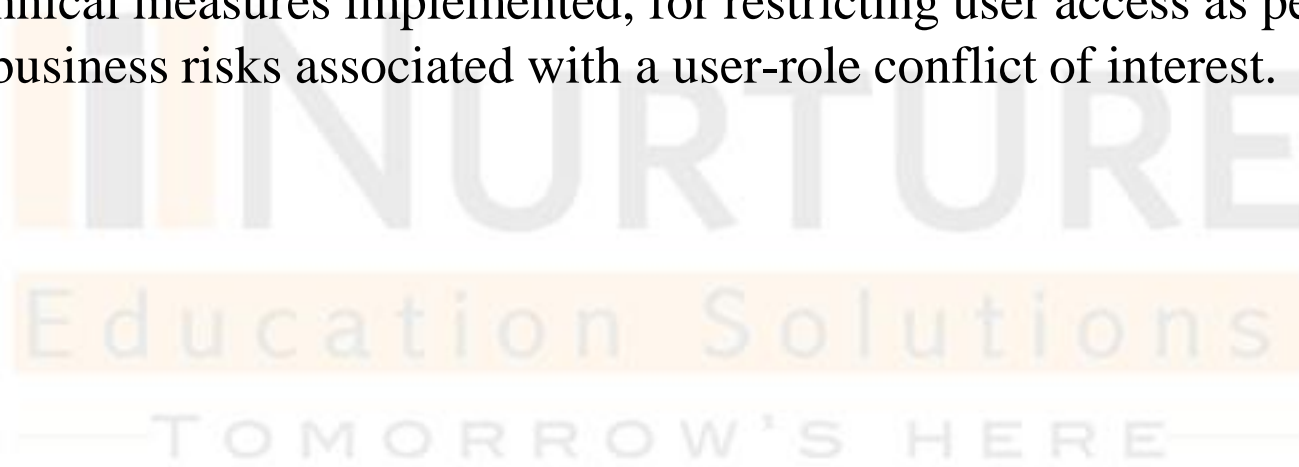 measures implemented, for restricting user access as
business risks associated with a user-role conflict of interest.
NURTURE
Education Solutions
TOMORROW'S HERE